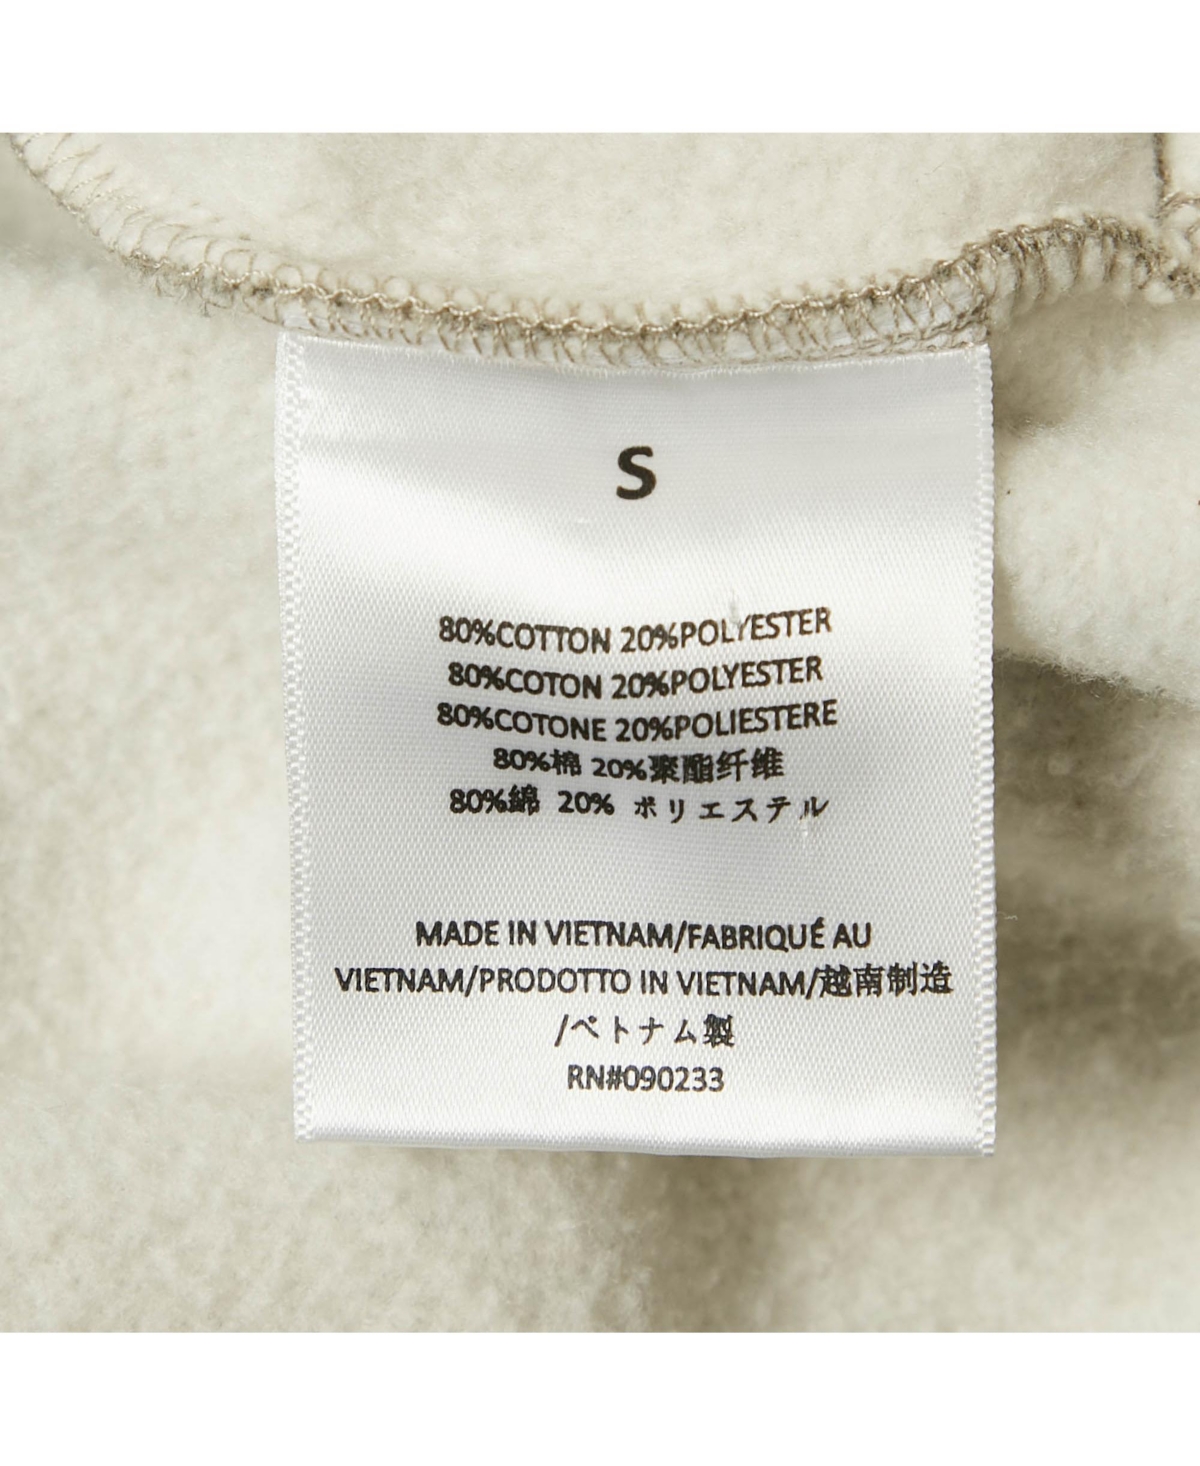 S
80%COTTON 20%POLYESTER
80%COTON 20%POLYESTER
80%COTONE 20%POLIESTERE
80%棉 20%聚酯纤维
80%綿 20% ポリエステル
MADE IN VIETNAM/FABRIQUÉ AU
VIETNAM/PRODOTTO IN VIETNAM/越南制造
/ベトナム製
RN#090233